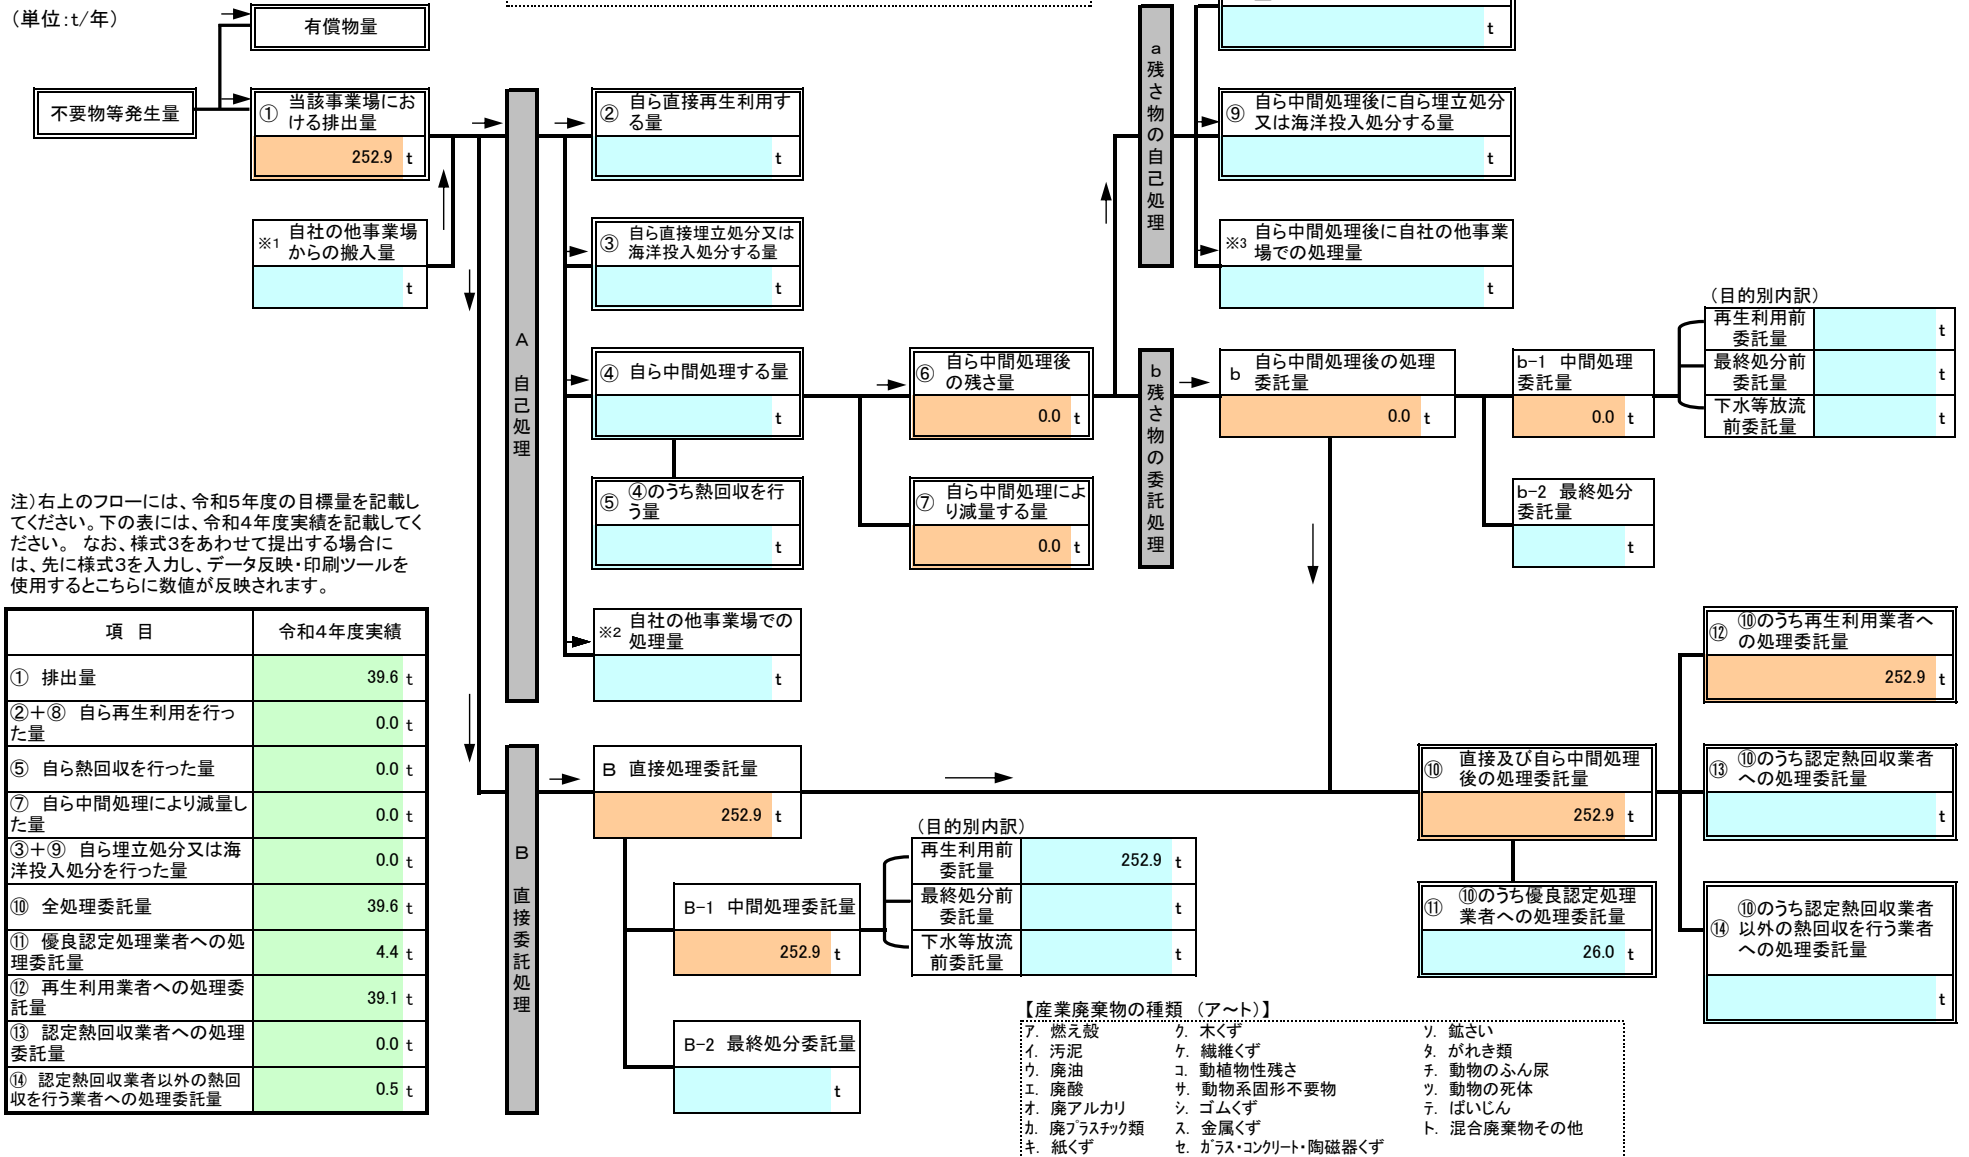 (単位:t/年)
有償物量
t
不要物等発生量
① 当該事業場にお
ける排出量
252.9 t
② 自ら直接再生利用す
る量
t
a
残さ物の自己処理
⑨ 自ら中間処理後に自ら埋立処分
又は海洋投入処分する量
t
※1 自社の他事業場
からの搬入量
t
③ 自ら直接埋立処分又は
海洋投入処分する量
t
※3 自ら中間処理後に自社の他事業
場での処理量
t
A
自己処理
④ 自ら中間処理する量
t
⑥ 自ら中間処理後
の残さ量
0.0 t
b
残さ物の委託処理
b 自ら中間処理後の処理
委託量
0.0 t
b-1 中間処理
委託量
0.0 t
(目的別内訳)
再生利用前
委託量
t
最終処分前
委託量
t
下水等放流
前委託量
t
⑤ ④のうち熱回収を行
う量
t
⑦ 自ら中間処理によ
り減量する量
0.0 t
b-2 最終処分
委託量
t
注)右上のフローには、令和5年度の目標量を記載し
てください。下の表には、令和4年度実績を記載してく
ださい。 なお、様式3をあわせて提出する場合に
は、先に様式3を入力し、データ反映・印刷ツールを
使用するとこちらに数値が反映されます。
項 目 令和4年度実績
① 排出量 39.6 t
②+⑧ 自ら再生利用を行っ
た量 0.0 t
⑤ 自ら熱回収を行った量 0.0 t
⑦ 自ら中間処理により減量し
た量 0.0 t
③+⑨ 自ら埋立処分又は海
洋投入処分を行った量 0.0 t
⑩ 全処理委託量 39.6 t
⑪ 優良認定処理業者への処
理委託量 4.4 t
⑫ 再生利用業者への処理委
託量 39.1 t
⑬ 認定熱回収業者への処理
委託量 0.0 t
⑭ 認定熱回収業者以外の熱回
収を行う業者への処理委託量 0.5 t
※2 自社の他事業場での
処理量
t
B
直接委託処理
B 直接処理委託量
252.9 t
B-1 中間処理委託量
252.9 t
(目的別内訳)
再生利用前
委託量
252.9 t
最終処分前
委託量
t
下水等放流
前委託量
t
B-2 最終処分委託量
t
⑩ 直接及び自ら中間処理
後の処理委託量
252.9 t
⑪ ⑩のうち優良認定処理
業者への処理委託量
26.0 t
⑫ ⑩のうち再生利用業者へ
の処理委託量
252.9 t
⑬ ⑩のうち認定熱回収業者
への処理委託量
t
⑭ ⑩のうち認定熱回収業者
以外の熱回収を行う業者
への処理委託量
t
【産業廃棄物の種類 (ア~ト)】
ア. 燃え殻 ク. 木くず ソ. 鉱さい
イ. 汚泥 ケ. 繊維くず タ. がれき類
ウ. 廃油 コ. 動植物性残さ チ. 動物のふん尿
エ. 廃酸 サ. 動物系固形不要物 ツ. 動物の死体
オ. 廃アルカリ シ. ゴムくず テ. ばいじん
カ. 廃プラスチック類 ス. 金属くず ト. 混合廃棄物その他
キ. 紙くず セ. ガラス・コンクリート・陶磁器くず